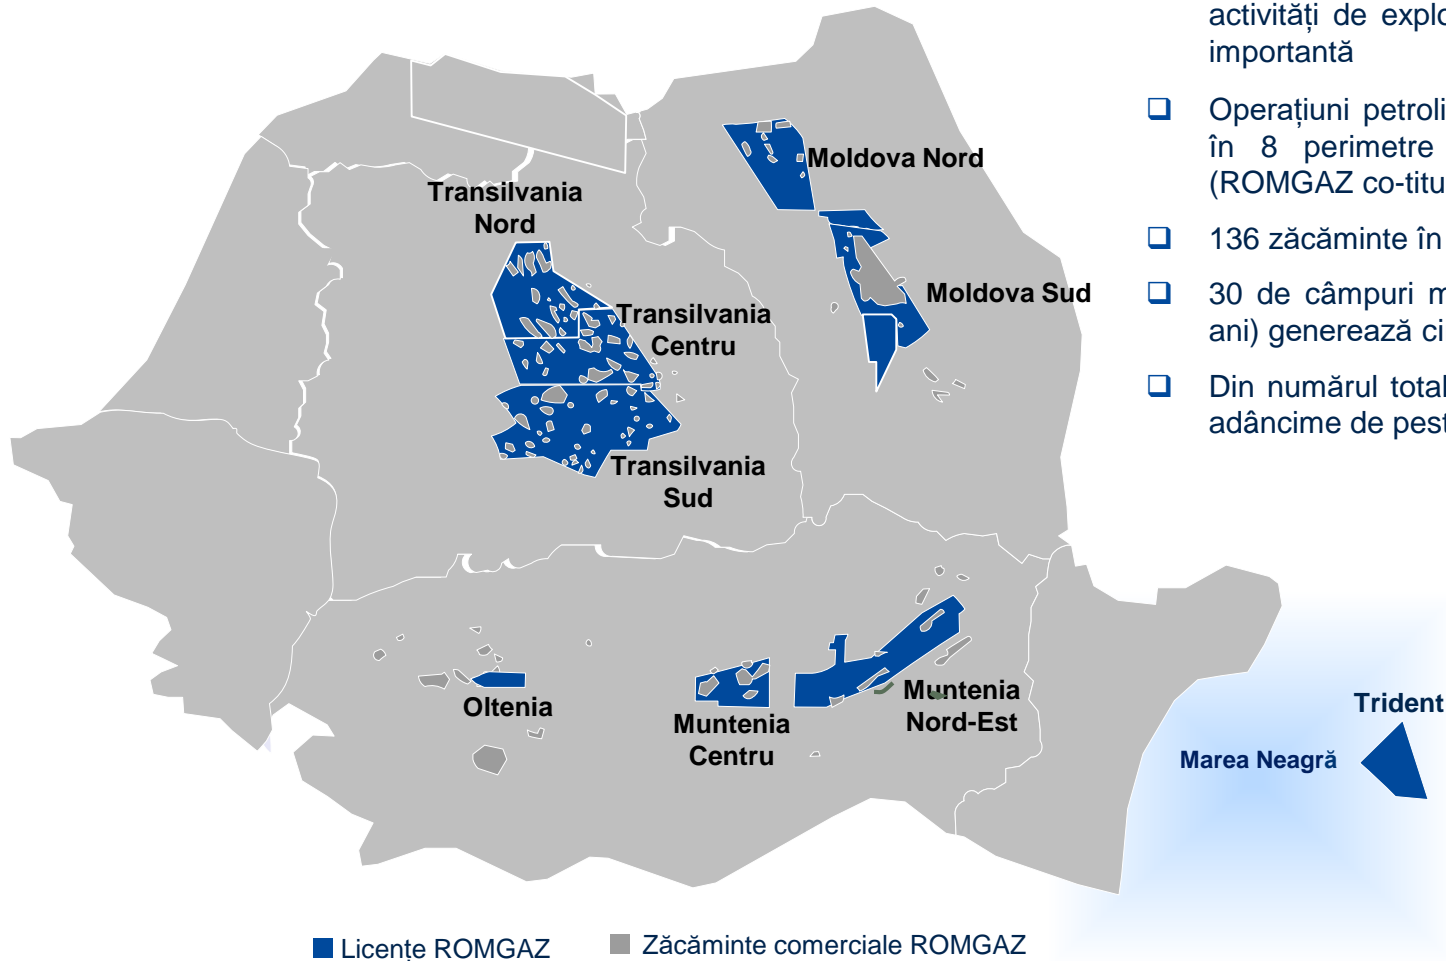 activități de explo
importantă
Operațiuni petroli
în 8 perimetre
(ROMGAZ co-titu
136 zăcăminte în
30 de câmpuri m
ani) generează ci
Din numărul total
adâncime de pest
Moldova Nord
Transilvania
Nord
Moldova Sud
Transilvania
Centru
Transilvania
Sud
Oltenia
Muntenia
Centru
Muntenia
Nord-Est
Trident
Marea Neagră
Licențe ROMGAZ
Zăcăminte comerciale ROMGAZ